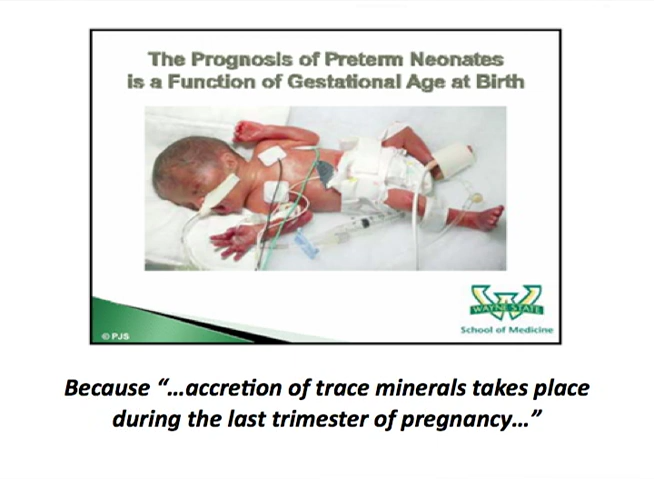 The Prognosis of Preterm Neonates
is a Function of Gestational Age at Birth
WAYNE STATE
School of Medicine
© PJS
Because “…accretion of trace minerals takes place
during the last trimester of pregnancy…”